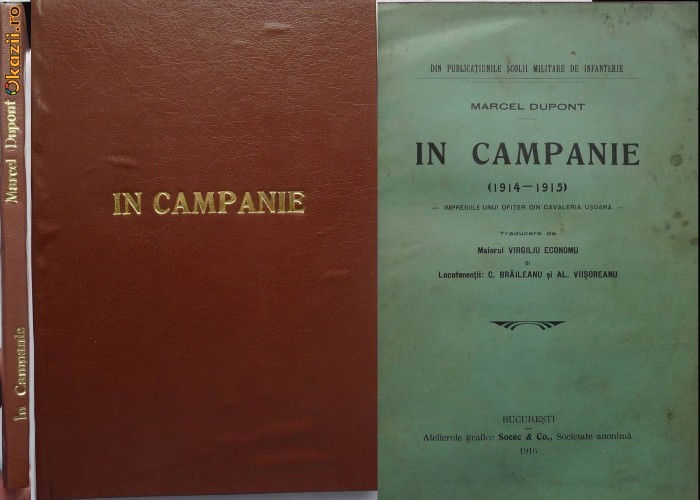 Okazii.ro
In Campanie Marcel Dupont
IN CAMPANIE
DIN PUBLICAȚIUNILE ȘCOLII MILITARE DE INFANTERIE
MARCEL DUPONT
IN CAMPANIE
(1914—1915)
— IMPRESIILE UNUI OFIȚER DIN CAVALERIA UȘOARĂ —
Traducere de
Maiorul VIRGILIU ECONOMU
și
Locotenenții: C. BRĂILEANU și AL. VIIȘOREANU
BUCUREȘTI
Atelierele grafice Socec & Co., Societate anonimă
1916